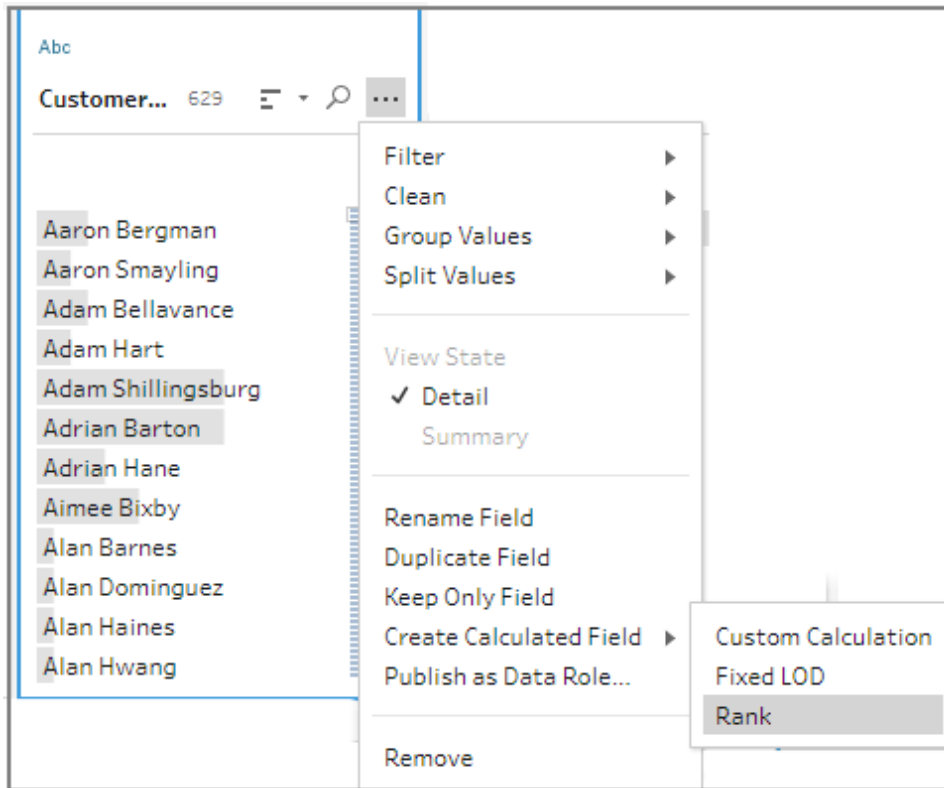 Abc
Customer... 629
Aaron Bergman
Aaron Smayling
Adam Bellavance
Adam Hart
Adam Shillingsburg
Adrian Barton
Adrian Hane
Aimee Bixby
Alan Barnes
Alan Dominguez
Alan Haines
Alan Hwang
Filter
Clean
Group Values
Split Values
View State
Detail
Summary
Rename Field
Duplicate Field
Keep Only Field
Create Calculated Field
Publish as Data Role...
Remove
Custom Calculation
Fixed LOD
Rank